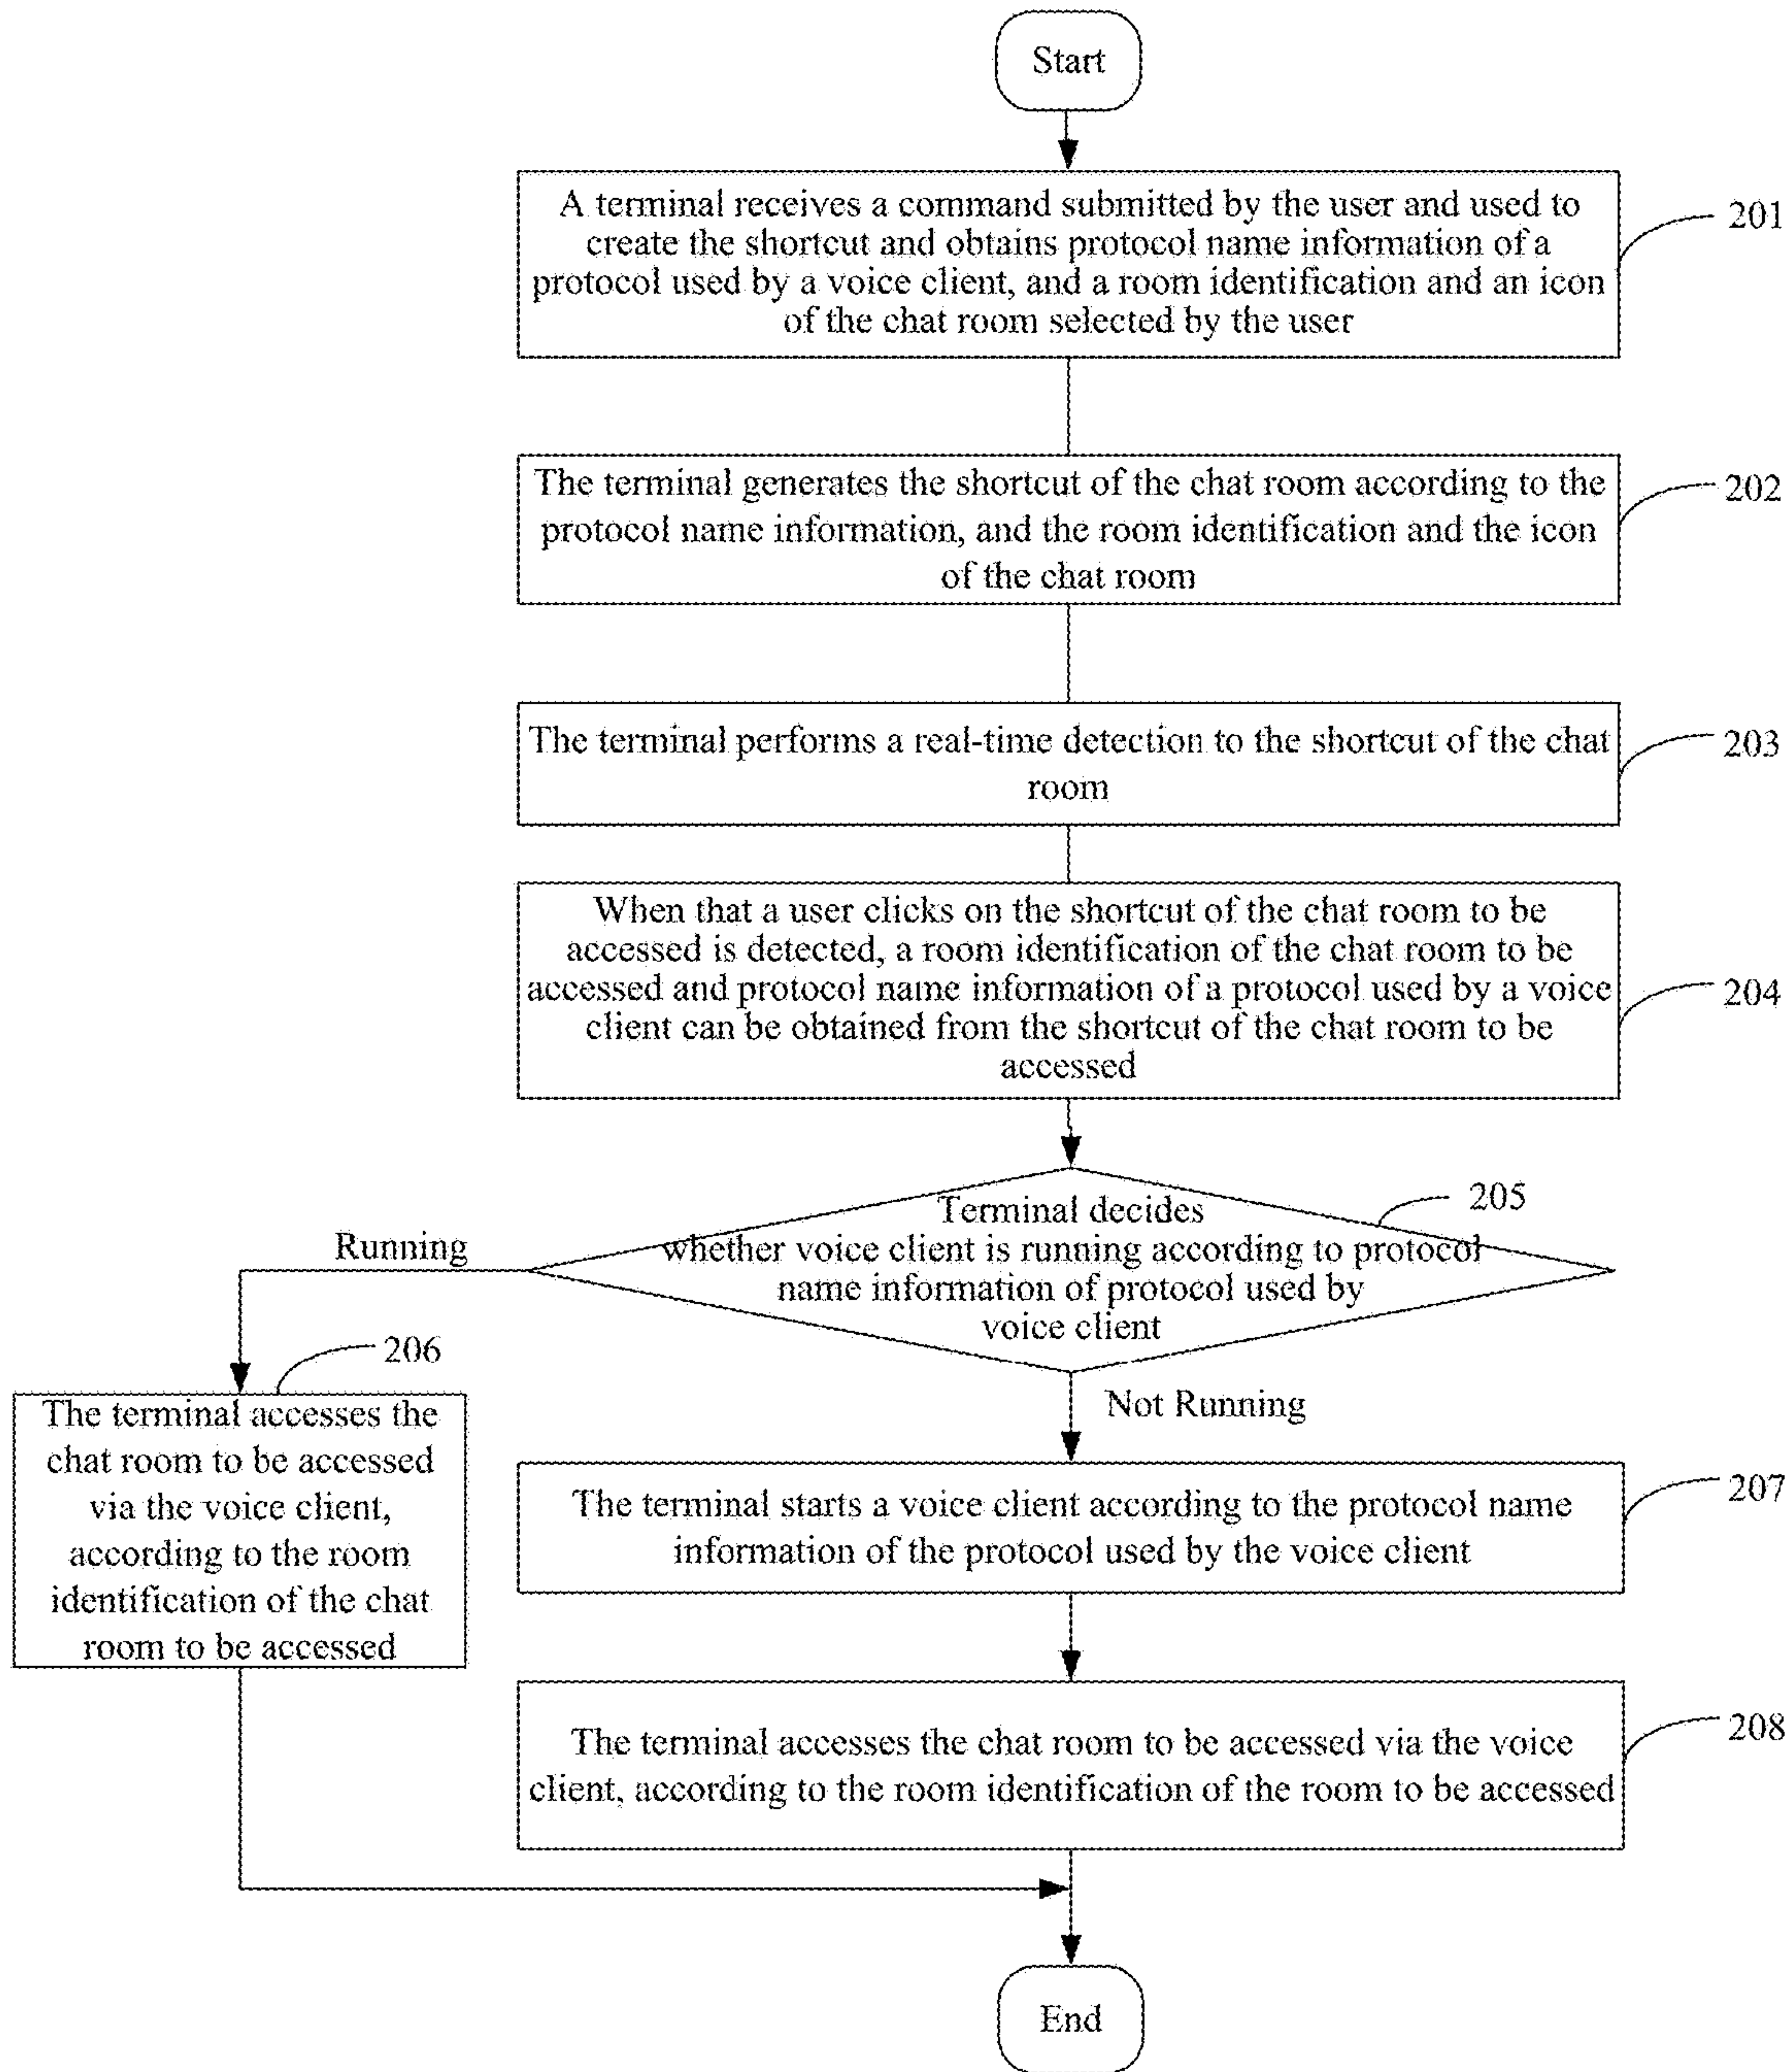 Start
A terminal receives a command submitted by the user and used to
create the shortcut and obtains protocol name information of a
protocol used by a voice client, and a room identification and an icon
of the chat room selected by the user
201
The terminal generates the shortcut of the chat room according to the
protocol name information, and the room identification and the icon
of the chat room
202
The terminal performs a real-time detection to the shortcut of the chat
room
203
When that a user clicks on the shortcut of the chat room to be
accessed is detected, a room identification of the chat room to be
accessed and protocol name information of a protocol used by a voice
client can be obtained from the shortcut of the chat room to be
accessed
204
Terminal decides
whether voice client is running according to protocol
name information of protocol used by
voice client
205
Running
206
The terminal accesses the
chat room to be accessed
via the voice client,
according to the room
identification of the chat
room to be accessed
Not Running
The terminal starts a voice client according to the protocol name
information of the protocol used by the voice client
207
The terminal accesses the chat room to be accessed via the voice
client, according to the room identification of the room to be accessed
208
End